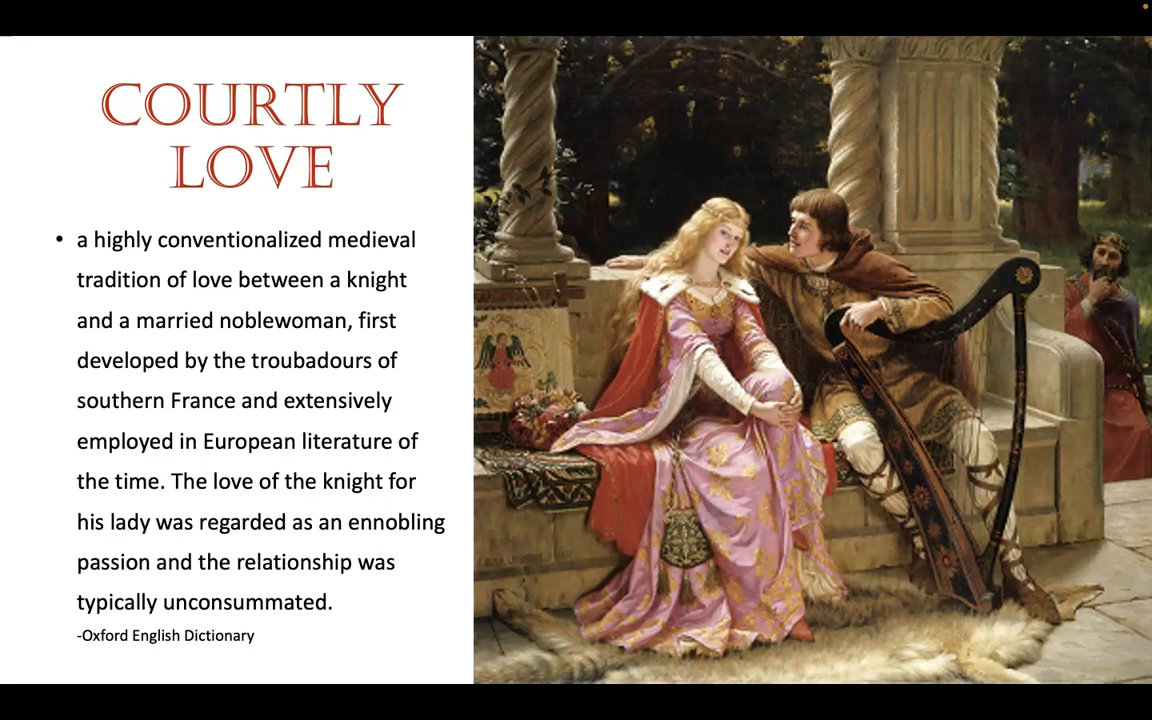 COURTLY
LOVE
• a highly conventionalized medieval
tradition of love between a knight
and a married noblewoman, first
developed by the troubadours of
southern France and extensively
employed in European literature of
the time. The love of the knight for
his lady was regarded as an ennobling
passion and the relationship was
typically unconsummated.
-Oxford English Dictionary